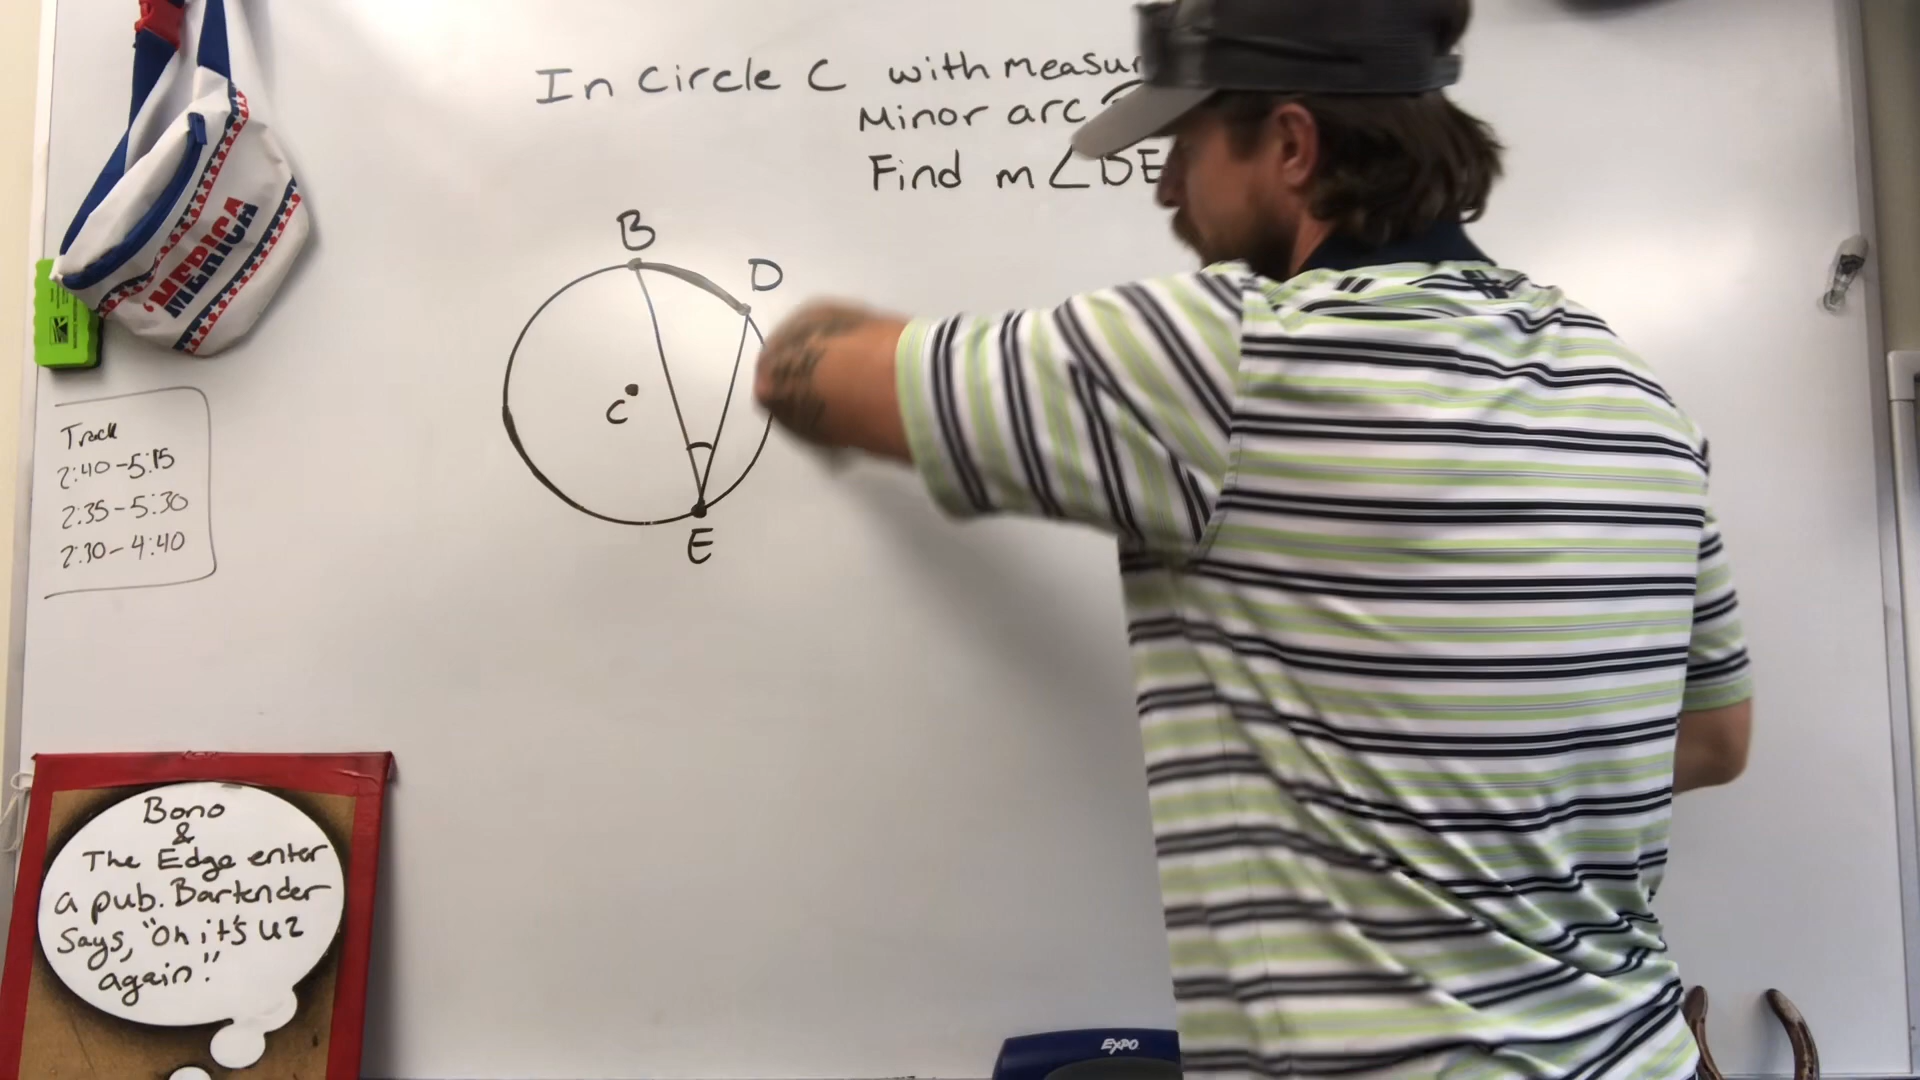 In Circle C with measur
Minor arc
Find m∠DE
B
D
C
E
'MERICA
MERICA
Track
2:40-5:15
2:35-5:30
2:30-4:40
Bono
&
The Edge enter
a pub. Bartender
Says, "Oh it's U2
again."
EXPO